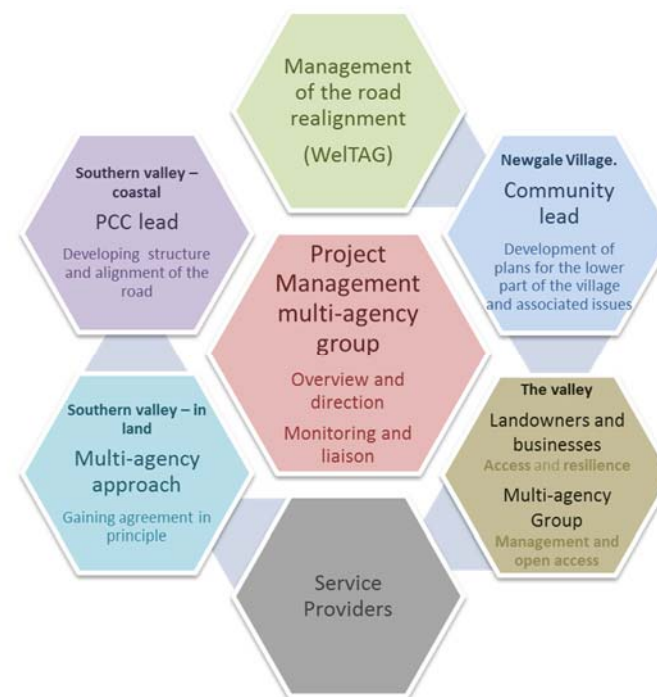 Management
of the road
realignment
(WelTAG)
Southern valley –
coastal
PCC lead
Developing structure
and alignment of the
road
Newgale Village.
Community
lead
Development of
plans for the lower
part of the village
and associated issues
Project
Management
multi-agency
group
Overview and
direction
Monitoring and
liaison
Southern valley – in
land
Multi-agency
approach
Gaining agreement in
principle
The valley
Landowners and
businesses
Access and resilience
Multi-agency
Group
Management and
open access
Service
Providers